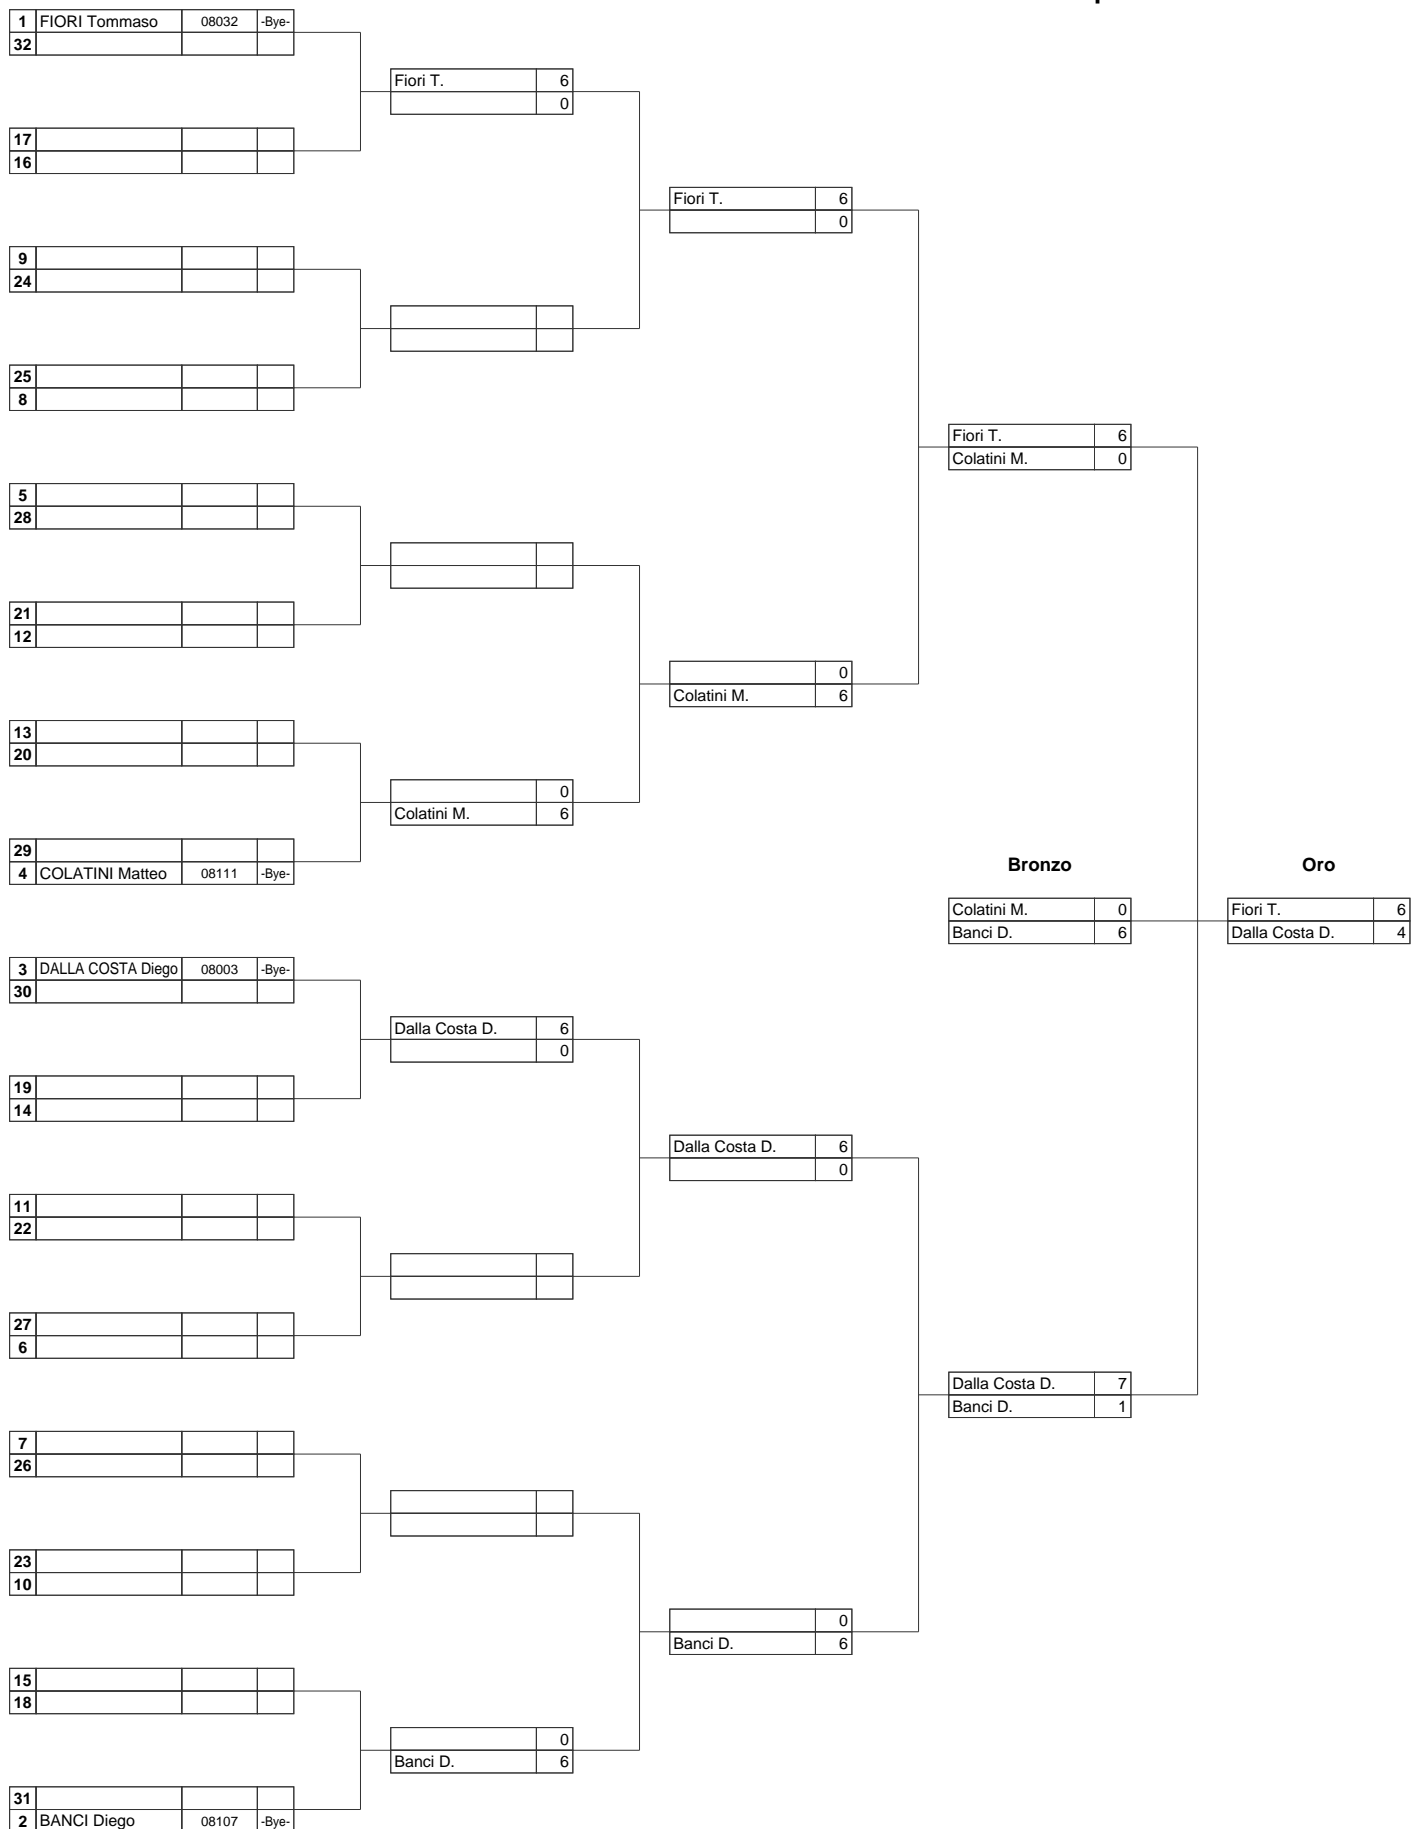 1 FIORI Tommaso 08032 -Bye-
32
Fiori T. 6
0
17
16
Fiori T. 6
0
9
24
25
8
Fiori T. 6
Colatini M. 0
5
28
21
12
0
Colatini M. 6
13
20
0
Colatini M. 6
29
4 COLATINI Matteo 08111 -Bye-
Bronzo Oro
Colatini M. 0 Fiori T. 6
Banci D. 6 Dalla Costa D. 4
3 DALLA COSTA Diego 08003 -Bye-
30
Dalla Costa D. 6
0
19
14
Dalla Costa D. 6
0
11
22
27
6
Dalla Costa D. 7
Banci D. 1
7
26
23
10
0
Banci D. 6
15
18
0
Banci D. 6
31
2 BANCI Diego 08107 -Bye-